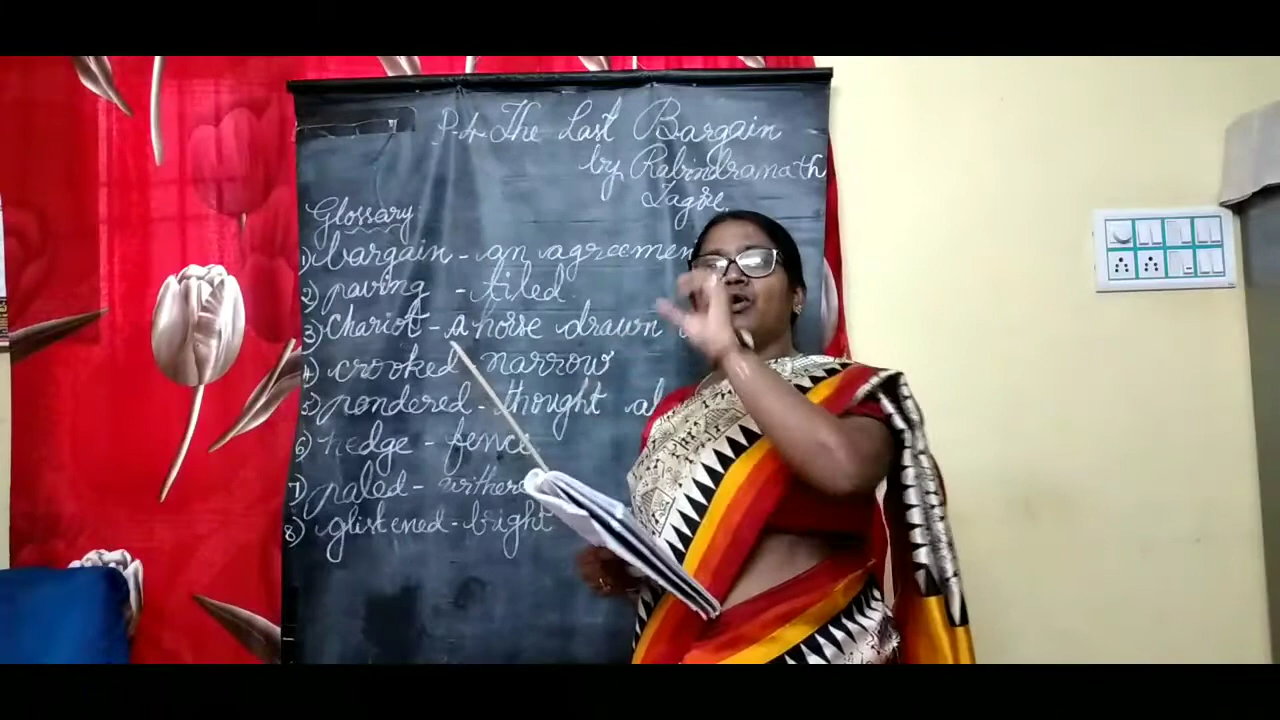 P-4 The Last Bargain
by Rabindranath
Tagore.
Glossary
1) bargain - an agreemen
2) paving - tiled.
3) chariot - a horse drawn
4) crooked narrow
5) pondered - thought
6) hedge - fence
7) paled - withere
8) glistened - bright